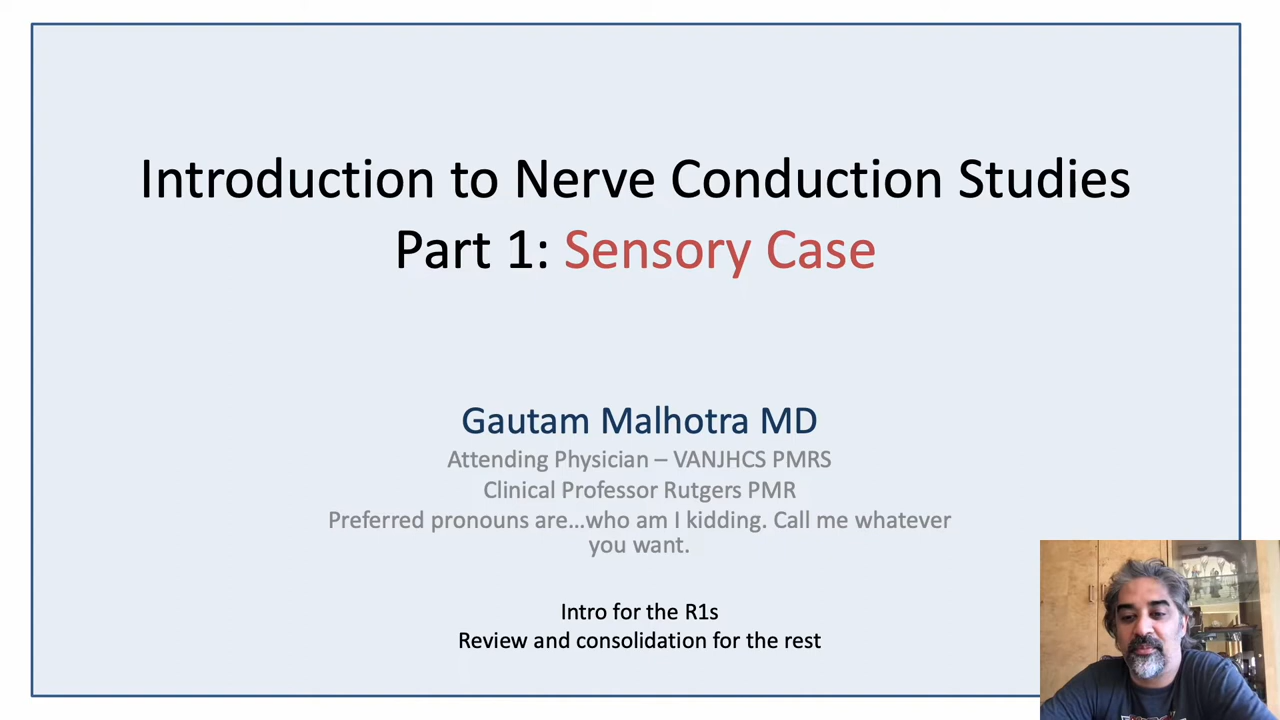 Introduction to Nerve Conduction Studies
Part 1: Sensory Case
Gautam Malhotra MD
Attending Physician – VANJHCS PMRS
Clinical Professor Rutgers PMR
Preferred pronouns are…who am I kidding. Call me whatever
you want.
Intro for the R1s
Review and consolidation for the rest